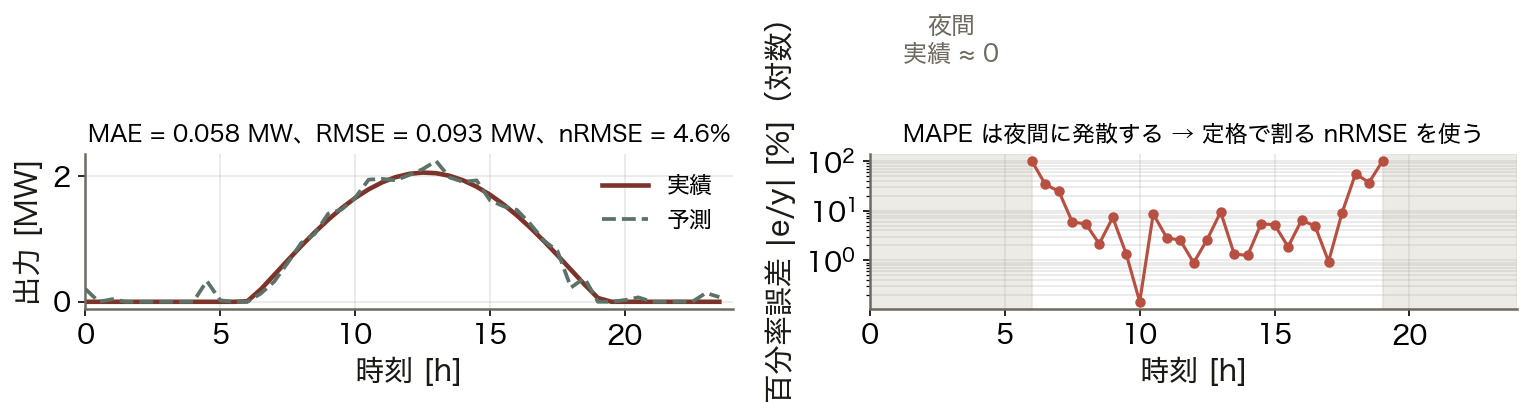 MAE = 0.058 MW、RMSE = 0.093 MW、nRMSE = 4.6%
出力 [MW]
2
0
実績
予測
0 5 10 15 20
時刻 [h]
夜間
実績 ≈ 0
MAPE は夜間に発散する → 定格で割る nRMSE を使う
百分率誤差 |e/y| [%]（対数）
10²
10¹
10⁰
0 5 10 15 20
時刻 [h]